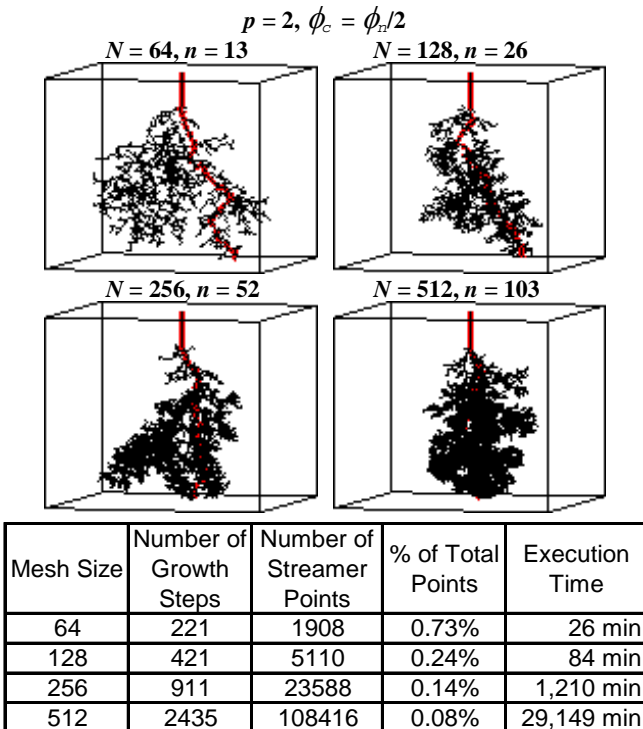 p = 2, ϕc = ϕn/2
N = 64, n = 13
N = 128, n = 26
N = 256, n = 52
N = 512, n = 103
Mesh Size | Number of Growth Steps | Number of Streamer Points | % of Total Points | Execution Time
64 | 221 | 1908 | 0.73% | 26 min
128 | 421 | 5110 | 0.24% | 84 min
256 | 911 | 23588 | 0.14% | 1,210 min
512 | 2435 | 108416 | 0.08% | 29,149 min